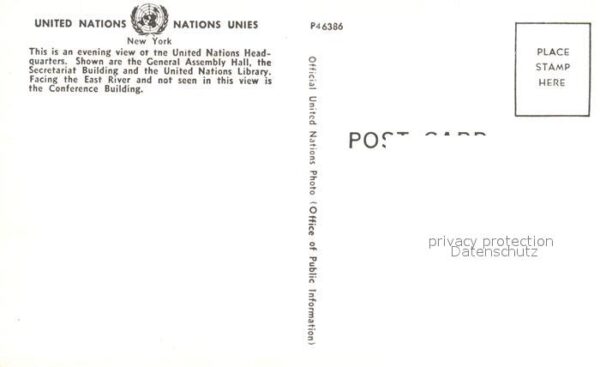 UNITED NATIONS NATIONS UNIES
New York
This is an evening view of the United Nations Head-
quarters. Shown are the General Assembly Hall, the
Secretariat Building and the United Nations Library.
Facing the East River and not seen in this view is
the Conference Building.
P46386
Official United Nations Photo (Office of Public Information)
PLACE
STAMP
HERE
POST CARD
privacy protection
Datenschutz